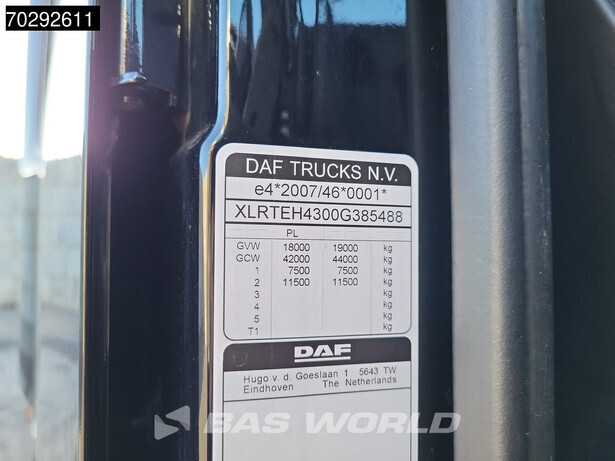 70292611
DAF TRUCKS N.V.
e4*2007/46*0001*
XLRTEH4300G385488
PL
GVW 18000 19000 kg
GCW 42000 44000 kg
1 7500 7500 kg
2 11500 11500 kg
3 kg
4 kg
5 kg
T1 kg
DAF
Hugo v. d. Goeslaan 1 5643 TW
Eindhoven The Netherlands
BAS WORLD